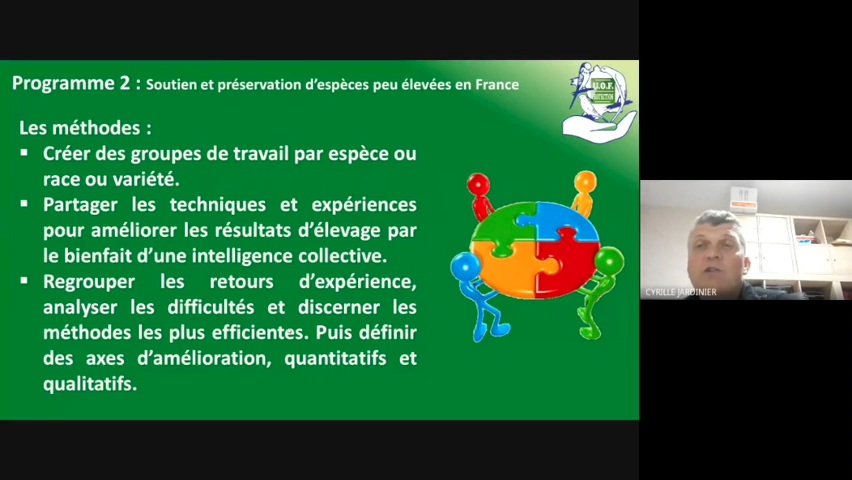 Programme 2 : Soutien et préservation d'espèces peu élevées en France
U.O.F.
Les méthodes :
▪ Créer des groupes de travail par espèce ou
race ou variété.
▪ Partager les techniques et expériences
pour améliorer les résultats d'élevage par
le bienfait d'une intelligence collective.
▪ Regrouper les retours d'expérience,
analyser les difficultés et discerner les
méthodes les plus efficientes. Puis définir
des axes d'amélioration, quantitatifs et
qualitatifs.
CYRILLE JARDINIER